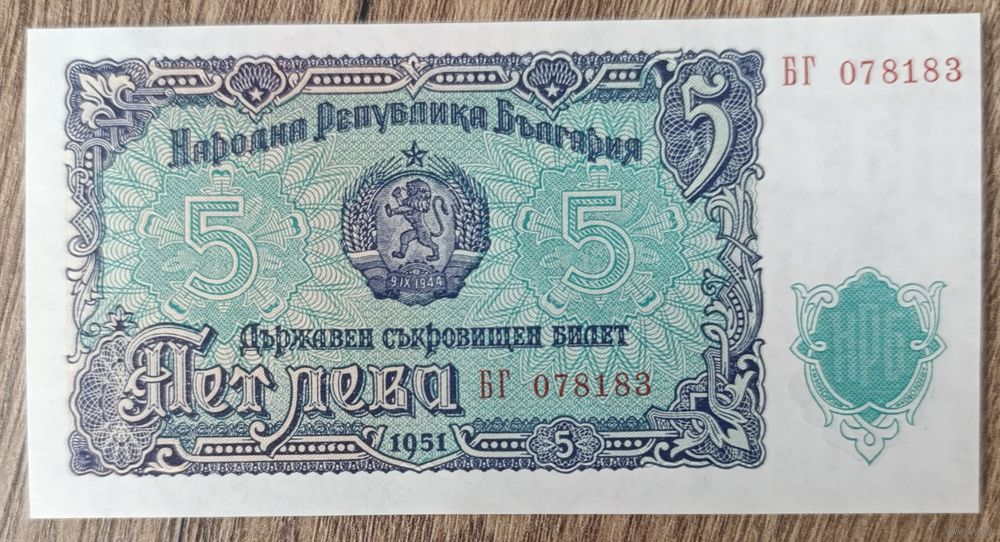 БГ 078183
5
Народна Република България
5 5
9 IX 1944
Държавен съкровищен билет
Пет лева
БГ 078183
1951
5
НРБ